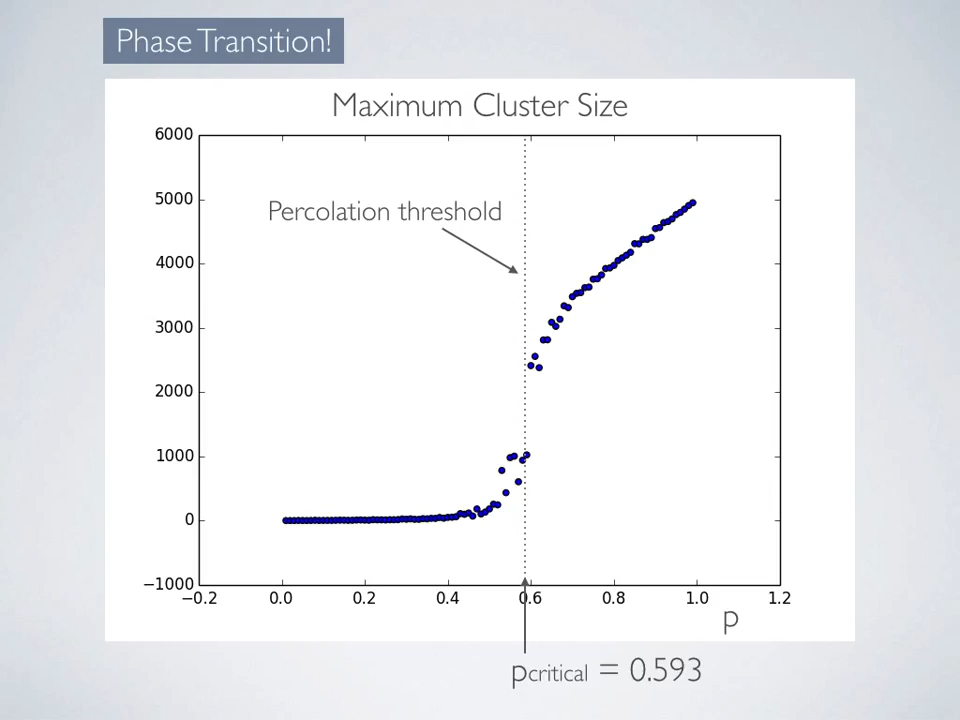 Phase Transition!
Maximum Cluster Size
6000
5000
Percolation threshold
4000
3000
2000
1000
0
−1000
−0.2 0.0 0.2 0.4 0.6 0.8 1.0 1.2
p
pcritical = 0.593